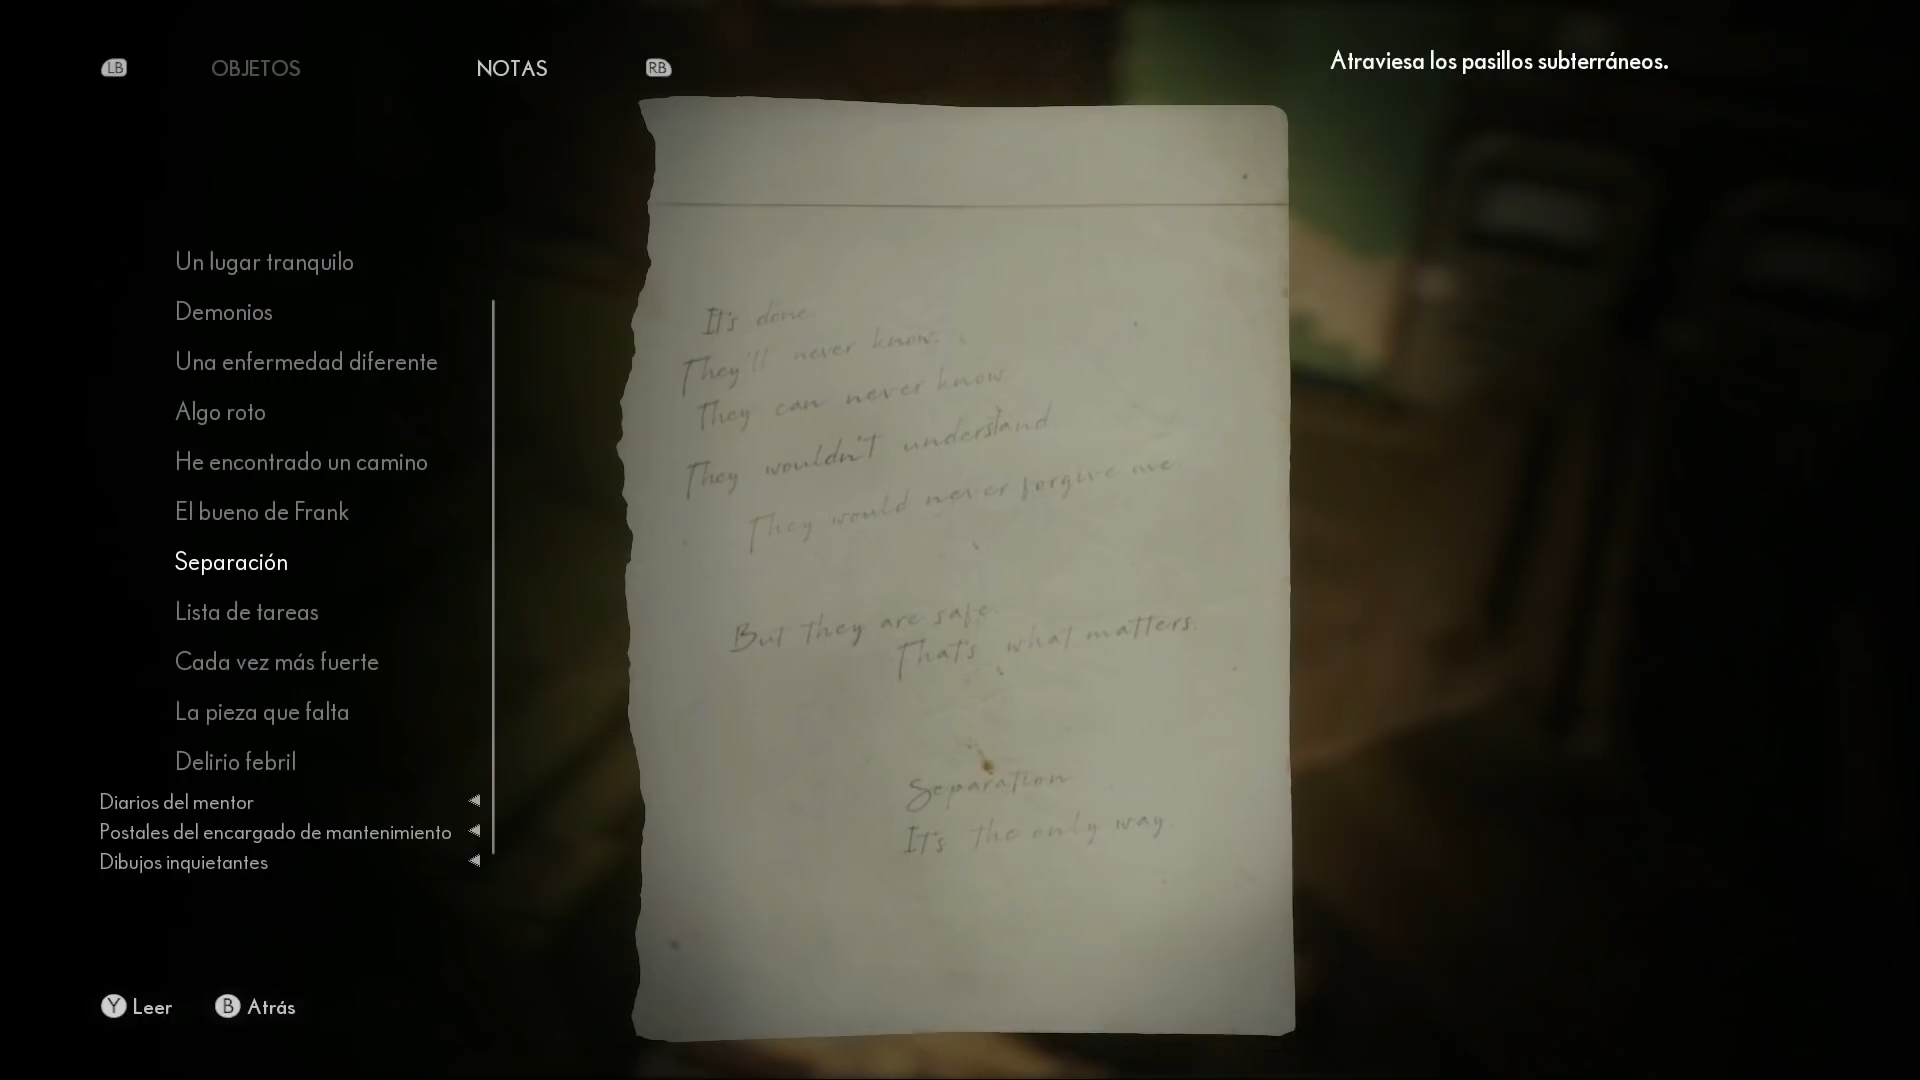 LB
OBJETOS
NOTAS
RB
Atraviesa los pasillos subterráneos.
Un lugar tranquilo
Demonios
Una enfermedad diferente
Algo roto
He encontrado un camino
El bueno de Frank
Separación
Lista de tareas
Cada vez más fuerte
La pieza que falta
Delirio febril
Diarios del mentor
Postales del encargado de mantenimiento
Dibujos inquietantes
Y Leer
B Atrás
It's done.
They'll never know.
They can never know.
They wouldn't understand.
They would never forgive me.
But they are safe.
That's what matters.
Separation
It's the only way.